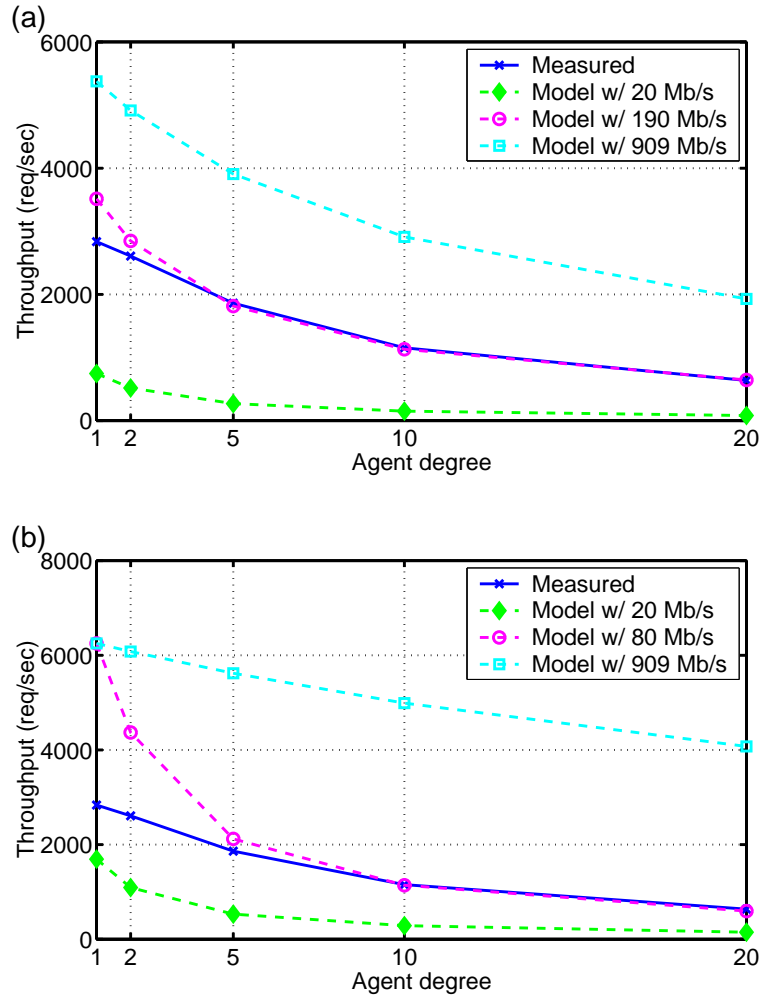 (a)
6000
4000
2000
0
Throughput (req/sec)
Measured
Model w/ 20 Mb/s
Model w/ 190 Mb/s
Model w/ 909 Mb/s
1 2 5 10 20
Agent degree
(b)
8000
6000
4000
2000
0
Throughput (req/sec)
Measured
Model w/ 20 Mb/s
Model w/ 80 Mb/s
Model w/ 909 Mb/s
1 2 5 10 20
Agent degree